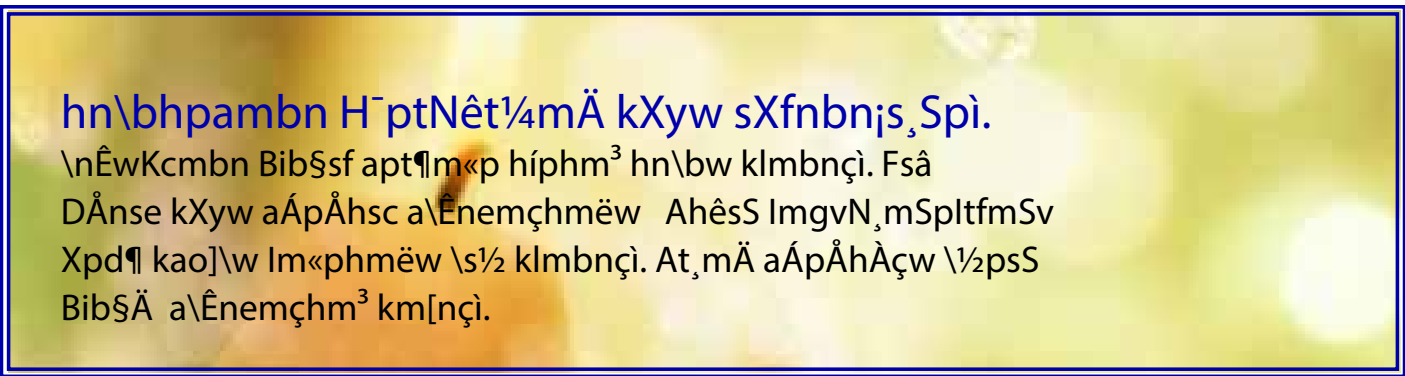 hn\bhpambn H¯ptNêt¼mÄ kXyw sXfnbn¡s¸Spì.
\nÊwKcmbn Bib§sf apt¶m«p híphm³ hn\bw klmbnçì. Fsâ
DÅnse kXyw aÁpÅhsc a\Ênemçhmëw AhêsS ImgvN¸mSpItfmSv
Xpd¶ kao]\w Im«phmëw \s½ klmbnçì. At¸mÄ aÁpÅhÀçw \½psS
Bib§Ä a\Ênemçhm³ km[nçì.